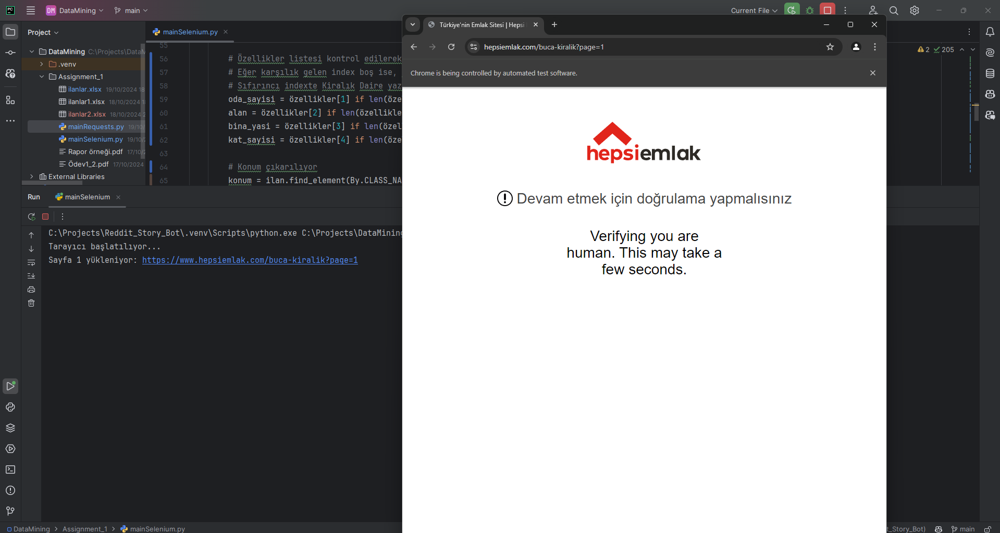 PC
DM DataMining
main
Current File
Project
mainSelenium.py
DataMining C:\Projects\DataM
.venv
Assignment_1
ilanlar.xlsx 19/10/2024 18
ilanlar1.xlsx 18/10/2024 1
ilanlar2.xlsx 18/10/2024 2
mainRequests.py 19/10/
mainSelenium.py 19/10/2
Rapor örneği.pdf 17/10/2
Ödev1_2.pdf 17/10/2024
External Libraries
55
56 # Özellikler listesi kontrol edilerek
57 # Eğer karşılık gelen index boş ise,
58 # Sıfırıncı indexte Kiralık Daire yaz
59 oda_sayisi = özellikler[1] if len(öze
60 alan = özellikler[2] if len(özellikle
61 bina_yasi = özellikler[3] if len(özel
62 kat_sayisi = özellikler[4] if len(öze
63
64 # Konum çıkarılıyor
65 konum = ilan.find_element(By.CLASS_NA
2 205
Run mainSelenium
C:\Projects\Reddit_Story_Bot\.venv\Scripts\python.exe C:\Projects\DataMining
Tarayıcı başlatılıyor...
Sayfa 1 yükleniyor: https://www.hepsiemlak.com/buca-kiralik?page=1
Türkiye'nin Emlak Sitesi | Hepsi
hepsiemlak.com/buca-kiralik?page=1
Chrome is being controlled by automated test software.
hepsiemlak
Devam etmek için doğrulama yapmalısınız
Verifying you are
human. This may take a
few seconds.
DataMining > Assignment_1 > mainSelenium.py
t_Story_Bot) main